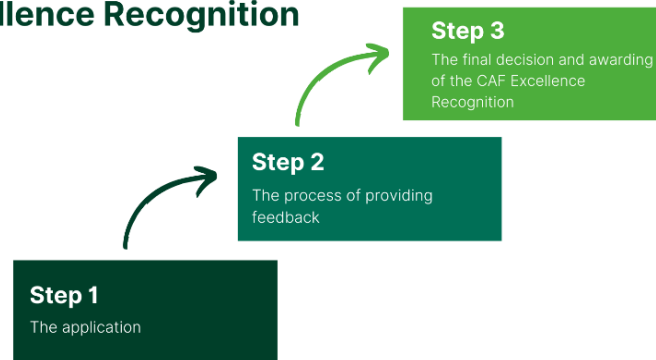 llence Recognition
Step 3
The final decision and awarding
of the CAF Excellence
Recognition
Step 2
The process of providing
feedback
Step 1
The application